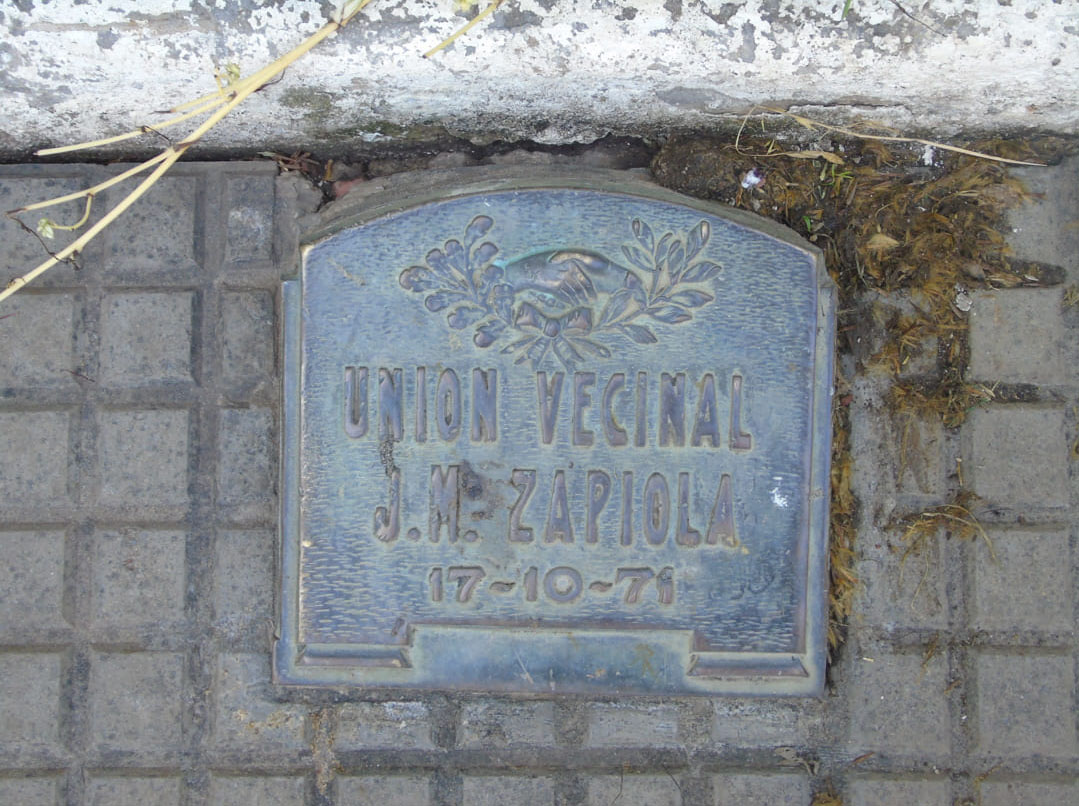 UNION VECINAL
J.M. ZAPIOLA
17-10-71